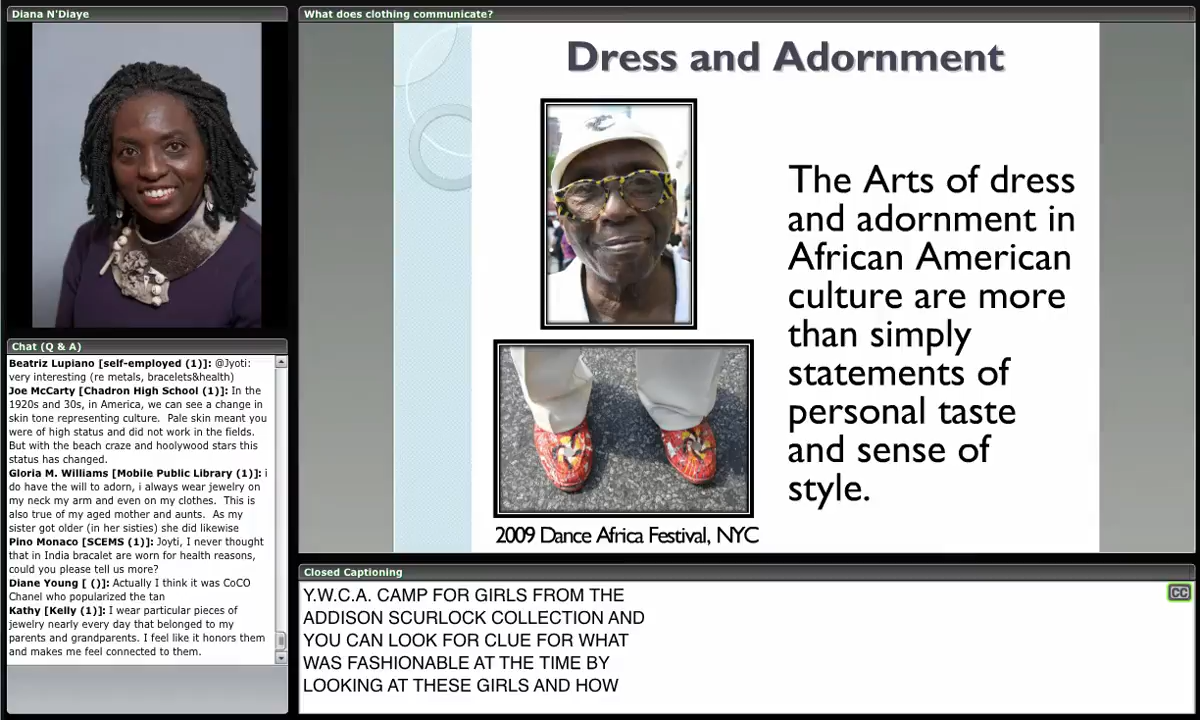 Diana N'Diaye
What does clothing communicate?
Dress and Adornment
The Arts of dress
and adornment in
African American
culture are more
than simply
statements of
personal taste
and sense of
style.
2009 Dance Africa Festival, NYC
Chat (Q & A)
Beatriz Lupiano [self-employed (1)]: @Jyoti:
very interesting (re metals, bracelets&health)
Joe McCarty [Chadron High School (1)]: In the
1920s and 30s, in America, we can see a change in
skin tone representing culture. Pale skin meant you
were of high status and did not work in the fields.
But with the beach craze and hoolywood stars this
status has changed.
Gloria M. Williams [Mobile Public Library (1)]: i
do have the will to adorn, i always wear jewelry on
my neck my arm and even on my clothes. This is
also true of my aged mother and aunts. As my
sister got older (in her sisties) she did likewise
Pino Monaco [SCEMS (1)]: Joyti, I never thought
that in India bracelet are worn for health reasons,
could you please tell us more?
Diane Young [ ()]: Actually I think it was CoCO
Chanel who popularized the tan
Kathy [Kelly (1)]: I wear particular pieces of
jewelry nearly every day that belonged to my
parents and grandparents. I feel like it honors them
and makes me feel connected to them.
Closed Captioning
CC
Y.W.C.A. CAMP FOR GIRLS FROM THE
ADDISON SCURLOCK COLLECTION AND
YOU CAN LOOK FOR CLUE FOR WHAT
WAS FASHIONABLE AT THE TIME BY
LOOKING AT THESE GIRLS AND HOW